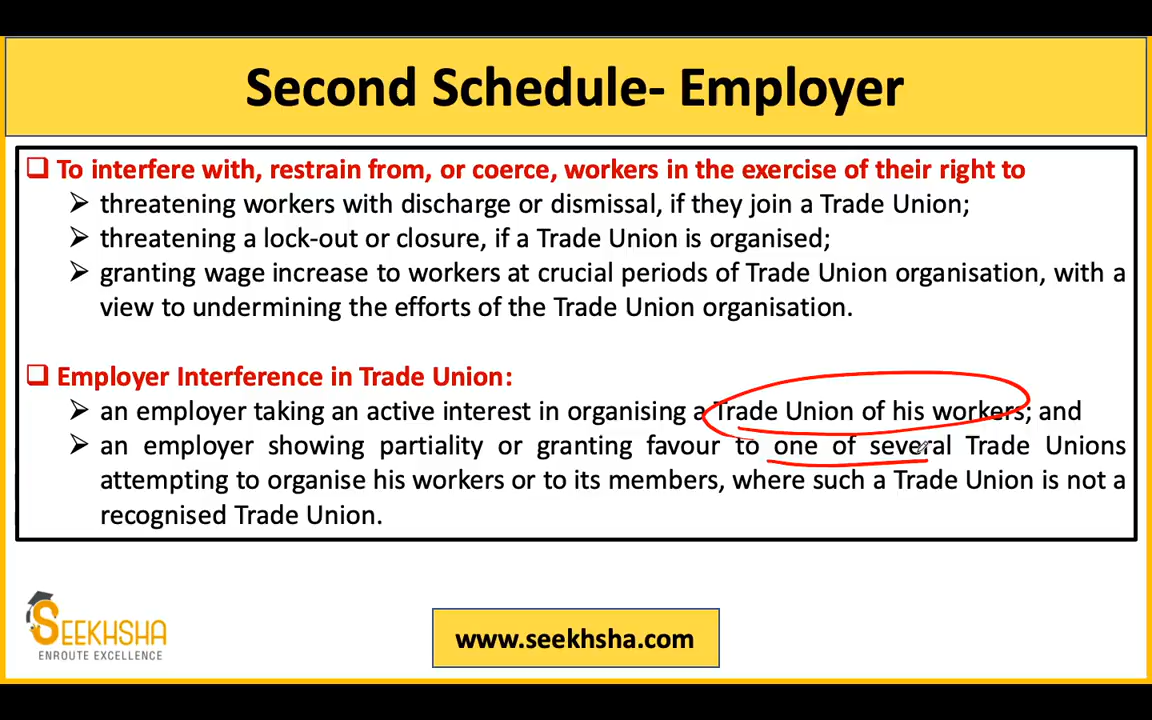 Second Schedule- Employer
To interfere with, restrain from, or coerce, workers in the exercise of their right to
threatening workers with discharge or dismissal, if they join a Trade Union;
threatening a lock-out or closure, if a Trade Union is organised;
granting wage increase to workers at crucial periods of Trade Union organisation, with a
view to undermining the efforts of the Trade Union organisation.
Employer Interference in Trade Union:
an employer taking an active interest in organising a Trade Union of his workers; and
an employer showing partiality or granting favour to one of several Trade Unions
attempting to organise his workers or to its members, where such a Trade Union is not a
recognised Trade Union.
SEEKHSHA
ENROUTE EXCELLENCE
www.seekhsha.com